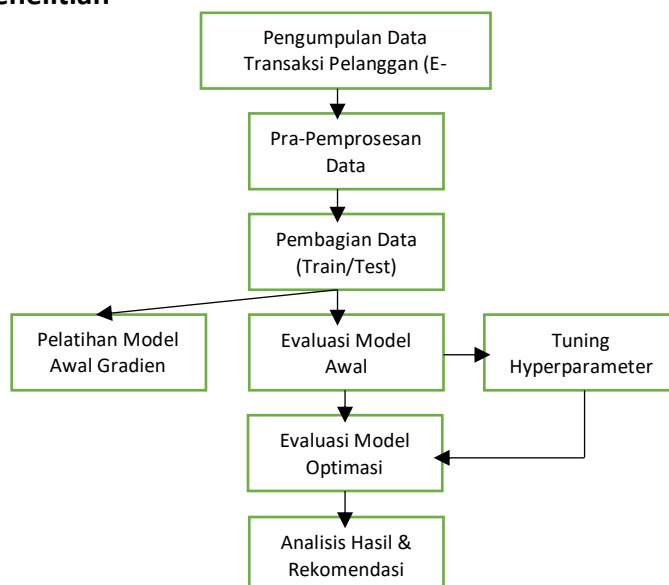 Pengumpulan Data
Transaksi Pelanggan (E-
Pra-Pemprosesan
Data
Pembagian Data
(Train/Test)
Pelatihan Model
Awal Gradien
Evaluasi Model
Awal
Tuning
Hyperparameter
Evaluasi Model
Optimasi
Analisis Hasil &
Rekomendasi